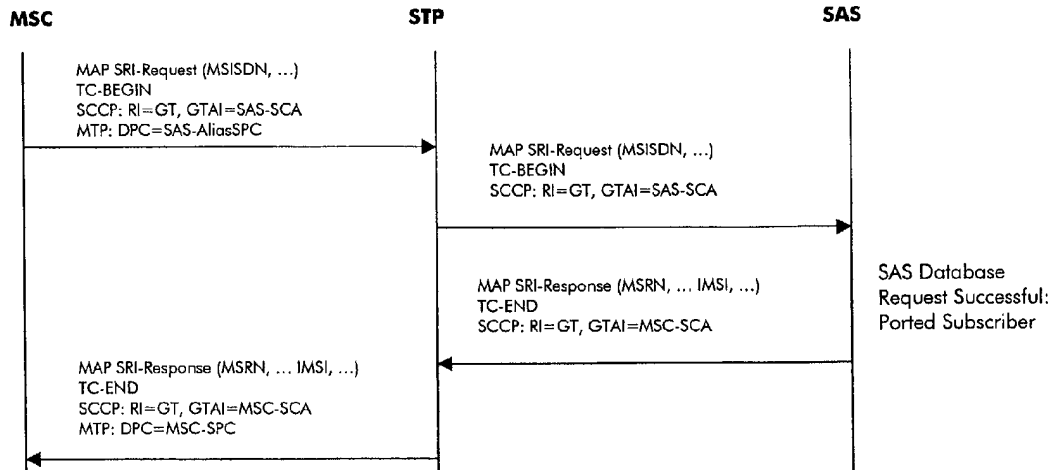 MSC
STP
SAS
MAP SRI-Request (MSISDN, ...)
TC-BEGIN
SCCP: RI=GT, GTAI=SAS-SCA
MTP: DPC=SAS-AliasSPC
MAP SRI-Request (MSISDN, ...)
TC-BEGIN
SCCP: RI=GT, GTAI=SAS-SCA
SAS Database
Request Successful:
Ported Subscriber
MAP SRI-Response (MSRN, ... IMSI, ...)
TC-END
SCCP: RI=GT, GTAI=MSC-SCA
MAP SRI-Response (MSRN, ... IMSI, ...)
TC-END
SCCP: RI=GT, GTAI=MSC-SCA
MTP: DPC=MSC-SPC